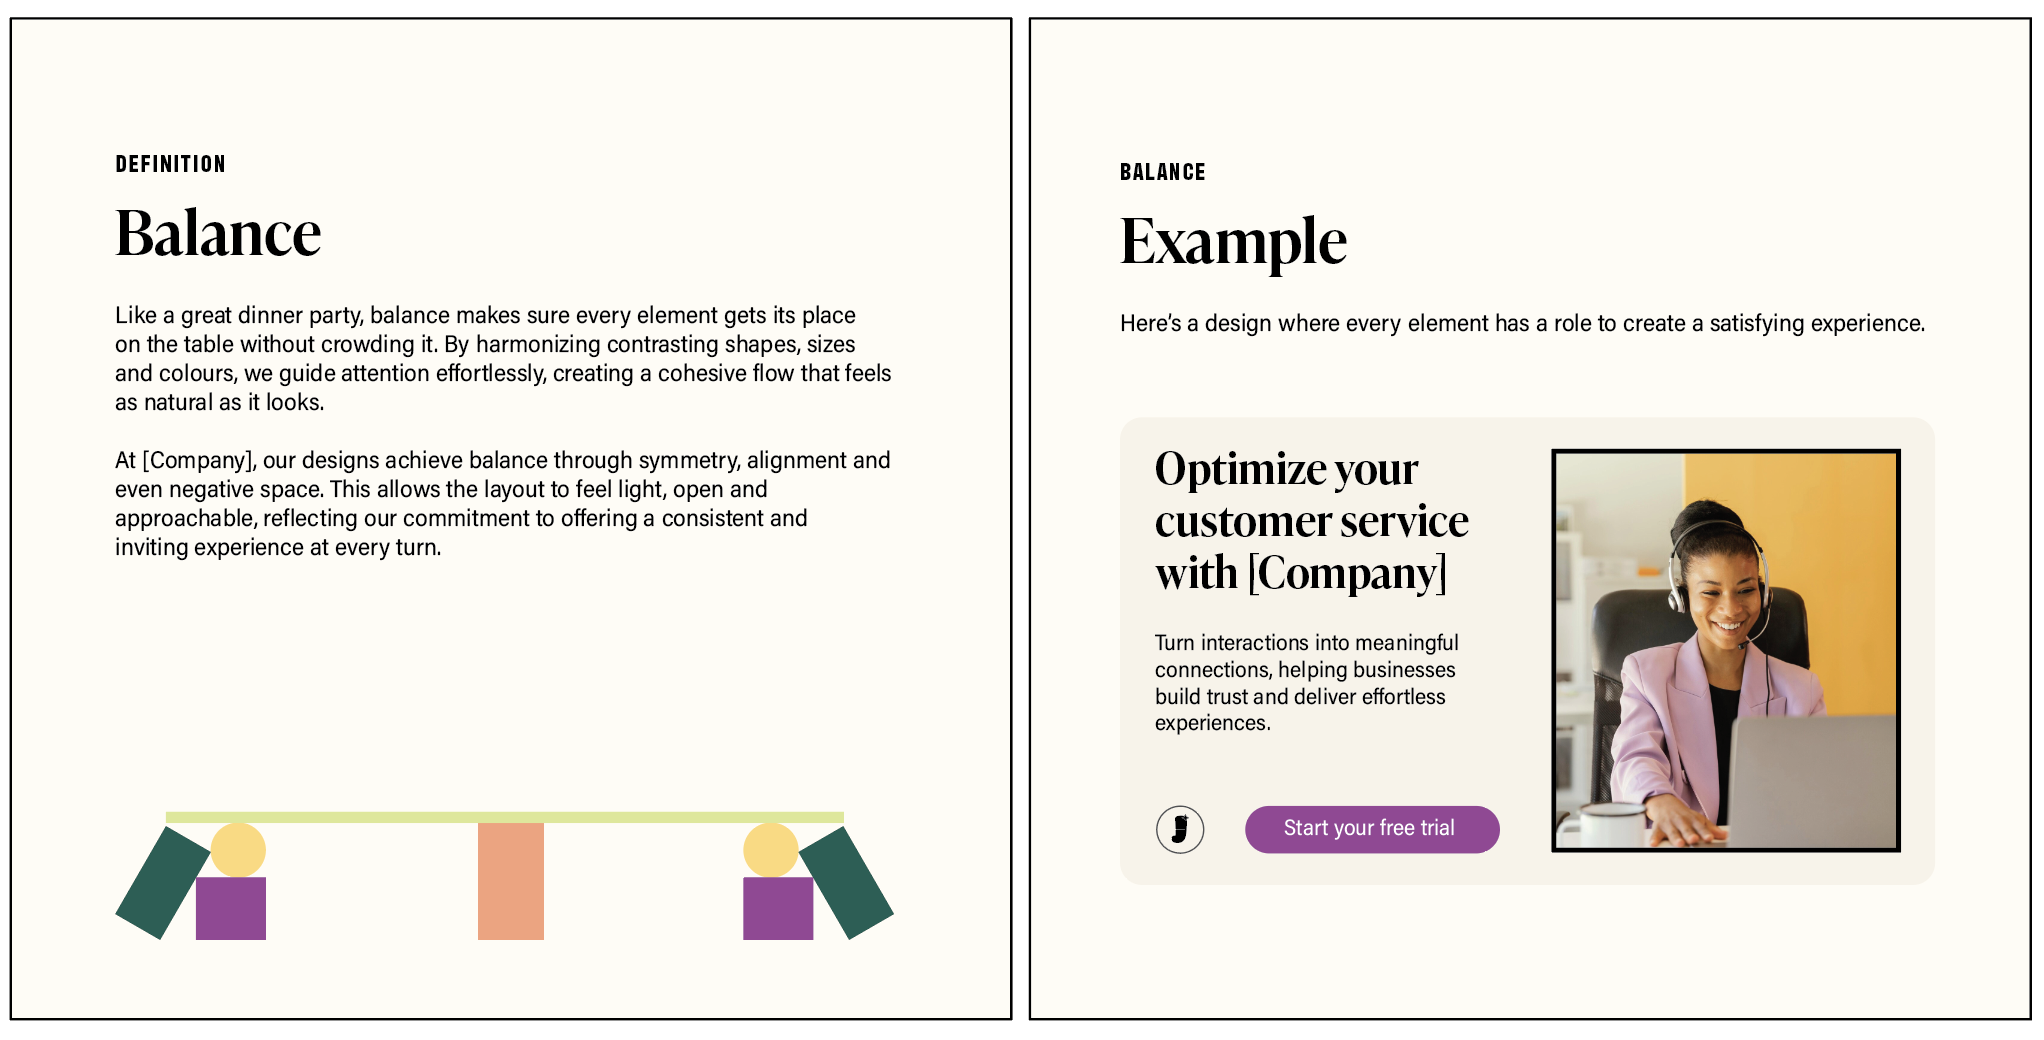 DEFINITION
Balance
Like a great dinner party, balance makes sure every element gets its place
on the table without crowding it. By harmonizing contrasting shapes, sizes
and colours, we guide attention effortlessly, creating a cohesive flow that feels
as natural as it looks.
At [Company], our designs achieve balance through symmetry, alignment and
even negative space. This allows the layout to feel light, open and
approachable, reflecting our commitment to offering a consistent and
inviting experience at every turn.
BALANCE
Example
Here’s a design where every element has a role to create a satisfying experience.
Optimize your
customer service
with [Company]
Turn interactions into meaningful
connections, helping businesses
build trust and deliver effortless
experiences.
Start your free trial